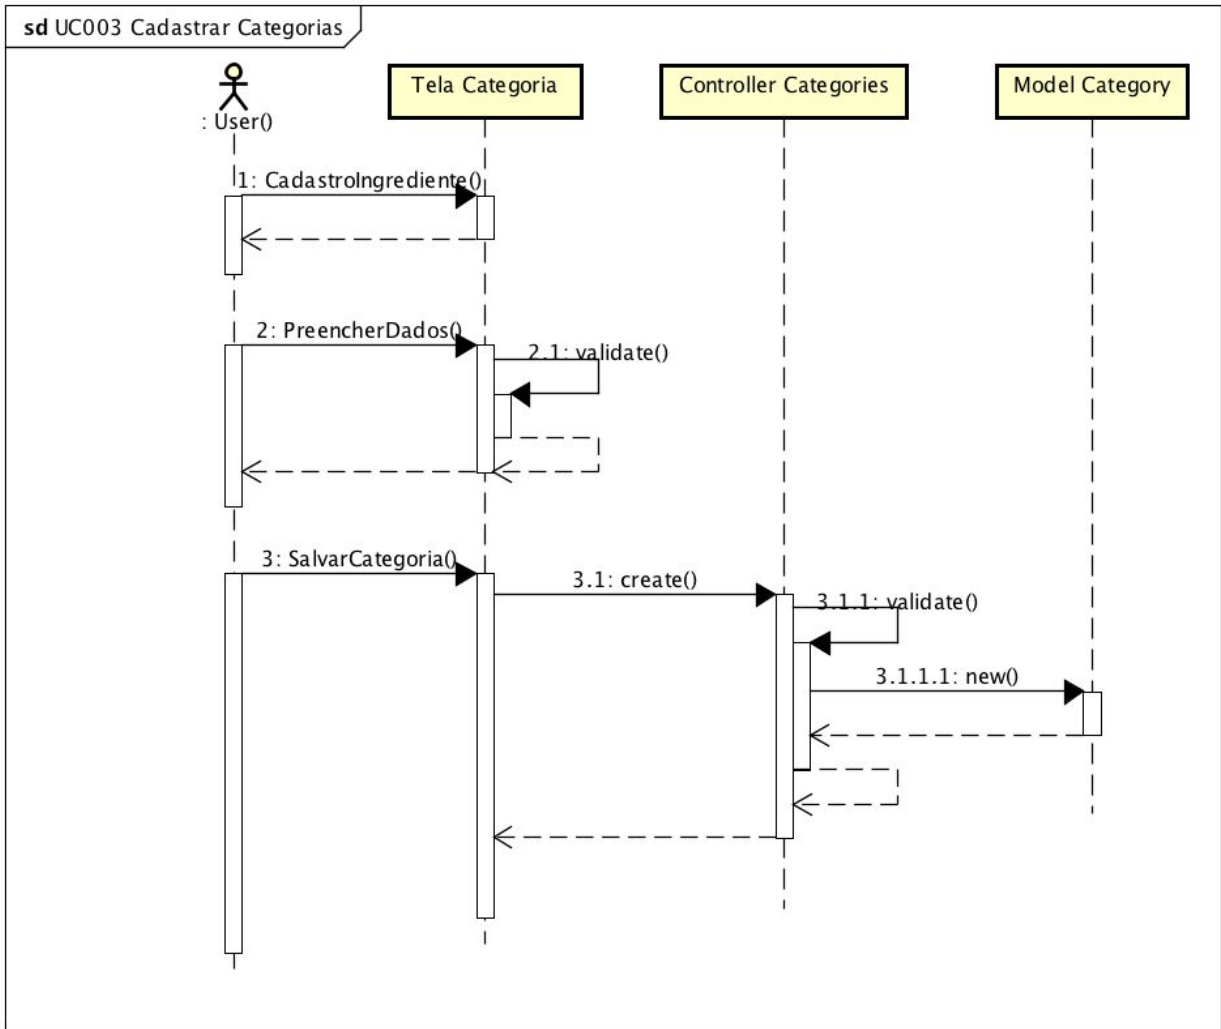 sd UC003 Cadastrar Categorias
: User()
Tela Categoria
Controller Categories
Model Category
1: CadastroIngrediente()
2: PreencherDados()
2.1: validate()
3: SalvarCategoria()
3.1: create()
3.1.1: validate()
3.1.1.1: new()